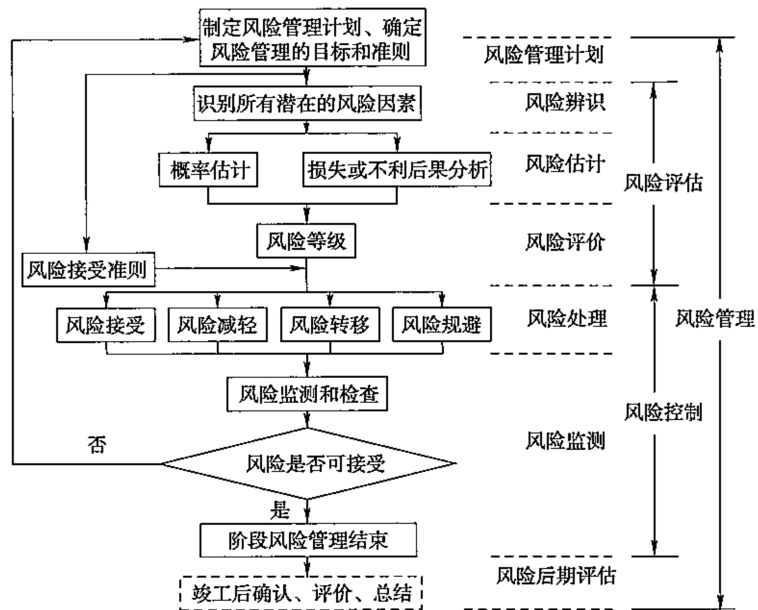 制定风险管理计划、确定
风险管理的目标和准则
风险管理计划
识别所有潜在的风险因素
风险辨识
概率估计
损失或不利后果分析
风险估计
风险评估
风险等级
风险评价
风险接受准则
风险接受
风险减轻
风险转移
风险规避
风险处理
风险管理
风险监测和检查
风险控制
否
风险是否可接受
风险监测
是
阶段风险管理结束
风险后期评估
竣工后确认、评价、总结